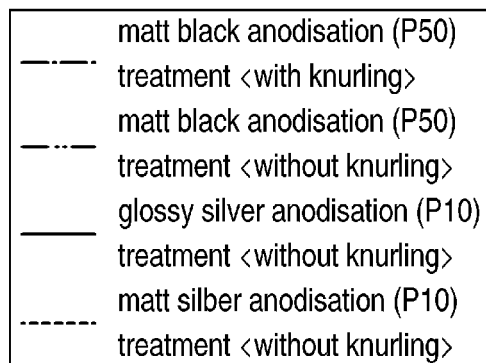 matt black anodisation (P50)
treatment <with knurling>
matt black anodisation (P50)
treatment <without knurling>
glossy silver anodisation (P10)
treatment <without knurling>
matt silber anodisation (P10)
treatment <without knurling>